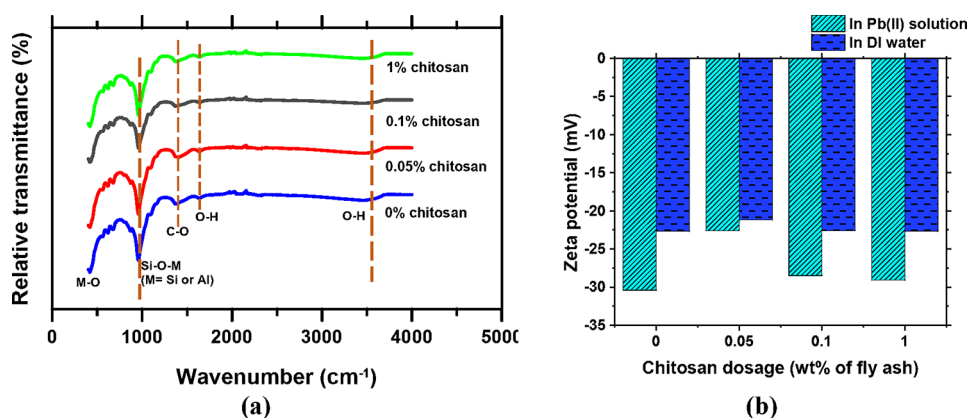 (a)
Relative transmittance (%)
1% chitosan
0.1% chitosan
0.05% chitosan
0% chitosan
O-H
O-H
C-O
Si-O-M
(M= Si or Al)
M-O
0 1000 2000 3000 4000 5000
Wavenumber (cm⁻¹)
(a)
In Pb(II) solution
In DI water
Zeta potential (mV)
0
-5
-10
-15
-20
-25
-30
-35
0 0.05 0.1 1
Chitosan dosage (wt% of fly ash)
(b)